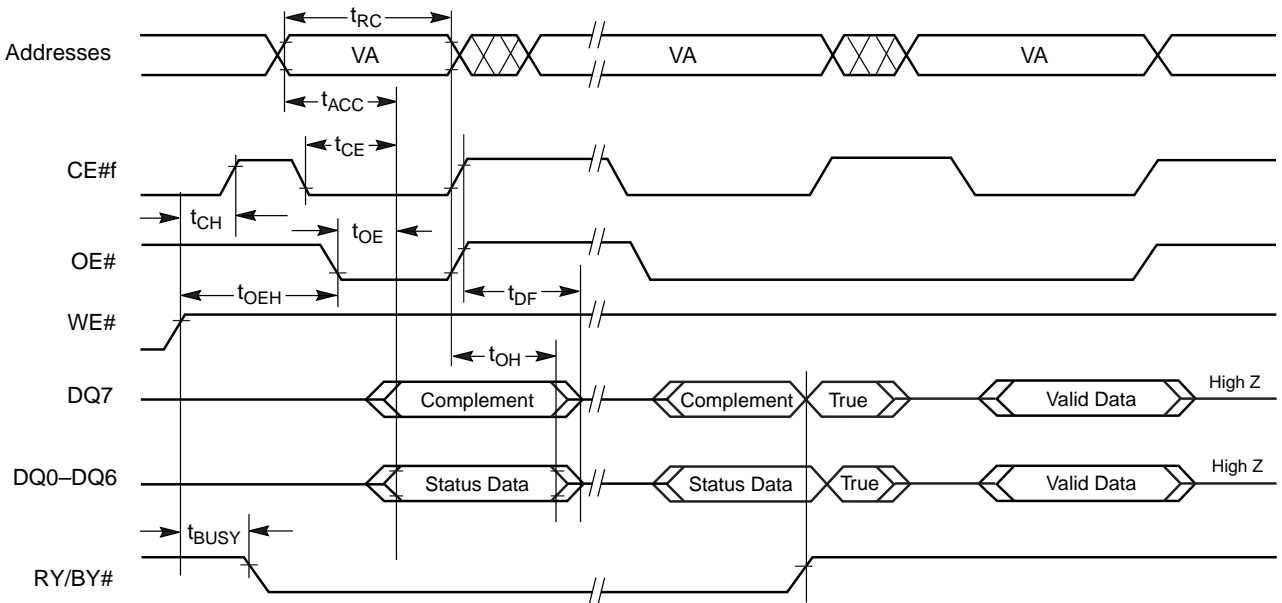 tRC
Addresses VA VA VA
tACC
tCE
CE#f
tCH
tOE
OE#
tOEH tDF
WE#
tOH
DQ7 Complement Complement True Valid Data High Z
DQ0–DQ6 Status Data Status Data True Valid Data High Z
tBUSY
RY/BY#